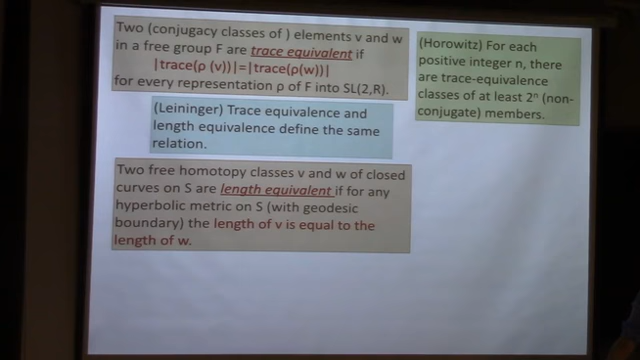 Two (conjugacy classes of ) elements v and w
in a free group F are trace equivalent if
|trace(ρ (v))|=|trace(ρ(w))|
for every representation ρ of F into SL(2,R).
(Horowitz) For each
positive integer n, there
are trace-equivalence
classes of at least 2ⁿ (non-
conjugate) members.
(Leininger) Trace equivalence and
length equivalence define the same
relation.
Two free homotopy classes v and w of closed
curves on S are length equivalent if for any
hyperbolic metric on S (with geodesic
boundary) the length of v is equal to the
length of w.